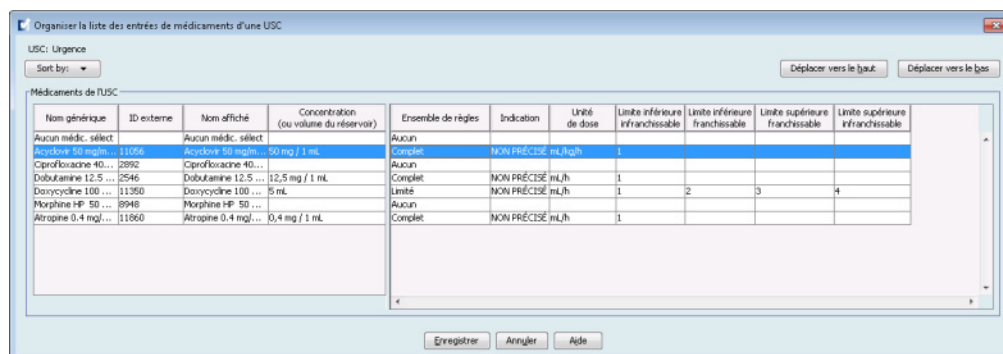 Organiser la liste des entrées de médicaments d'une USC
USC: Urgence
Sort by:
Déplacer vers le haut
Déplacer vers le bas
Médicaments de l'USC
Nom générique ID externe Nom affiché Concentration (ou volume du réservoir) Ensemble de règles Indication Unité de dose Limite inférieure infranchissable Limite inférieure franchissable Limite supérieure franchissable Limite supérieure infranchissable
Aucun médic. sélect Aucun médic. sélect Aucun
Acyclovir 50 mg/m... 11056 Acyclovir 50 mg/m... 50 mg / 1 mL Complet NON PRÉCISÉ mL/kg/h 1
Ciprofloxacine 40... 2892 Ciprofloxacine 40... Aucun
Dobutamine 12.5 ... 2546 Dobutamine 12.5 ... 12,5 mg / 1 mL Complet NON PRÉCISÉ mL/h 1
Doxycycline 100 ... 11350 Doxycycline 100 ... 5 mL Limité NON PRÉCISÉ mL/h 1 2 3 4
Morphine HP 50 ... 8948 Morphine HP 50 ... Aucun
Atropine 0.4 mg/... 11860 Atropine 0.4 mg/... 0,4 mg / 1 mL Complet NON PRÉCISÉ mL/h 1
Enregistrer Annuler Aide